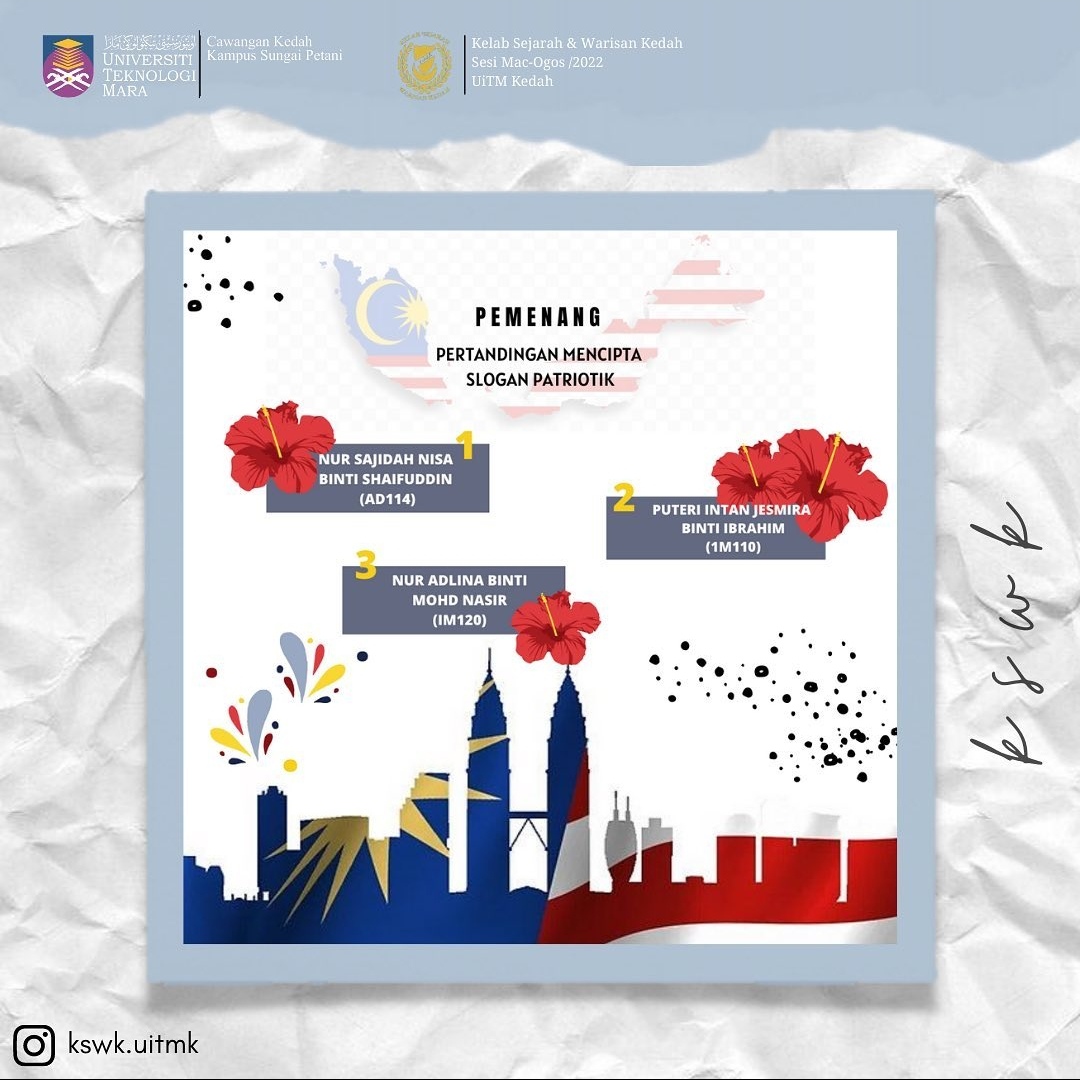 UNIVERSITI
TEKNOLOGI
MARA
Cawangan Kedah
Kampus Sungai Petani
Kelab Sejarah & Warisan Kedah
Sesi Mac-Ogos /2022
UiTM Kedah
PEMENANG
PERTANDINGAN MENCIPTA
SLOGAN PATRIOTIK
1
NUR SAJIDAH NISA
BINTI SHAIFUDDIN
(AD114)
2
PUTERI INTAN JESMIRA
BINTI IBRAHIM
(1M110)
3
NUR ADLINA BINTI
MOHD NASIR
(IM120)
kswk
kswk.uitmk